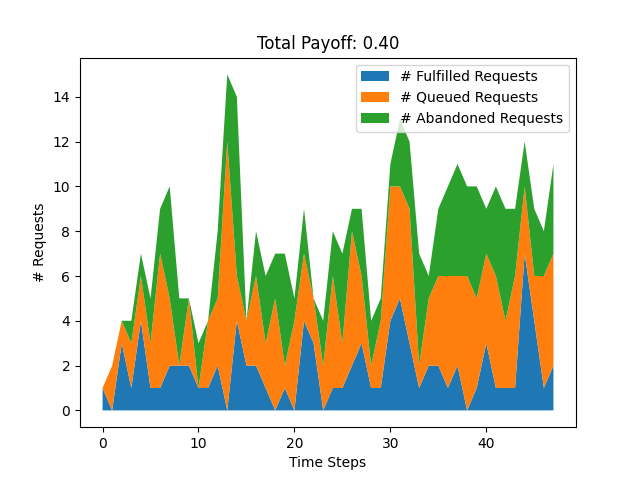 Total Payoff: 0.40
# Fulfilled Requests
# Queued Requests
# Abandoned Requests
# Requests
14
12
10
8
6
4
2
0
0 10 20 30 40
Time Steps